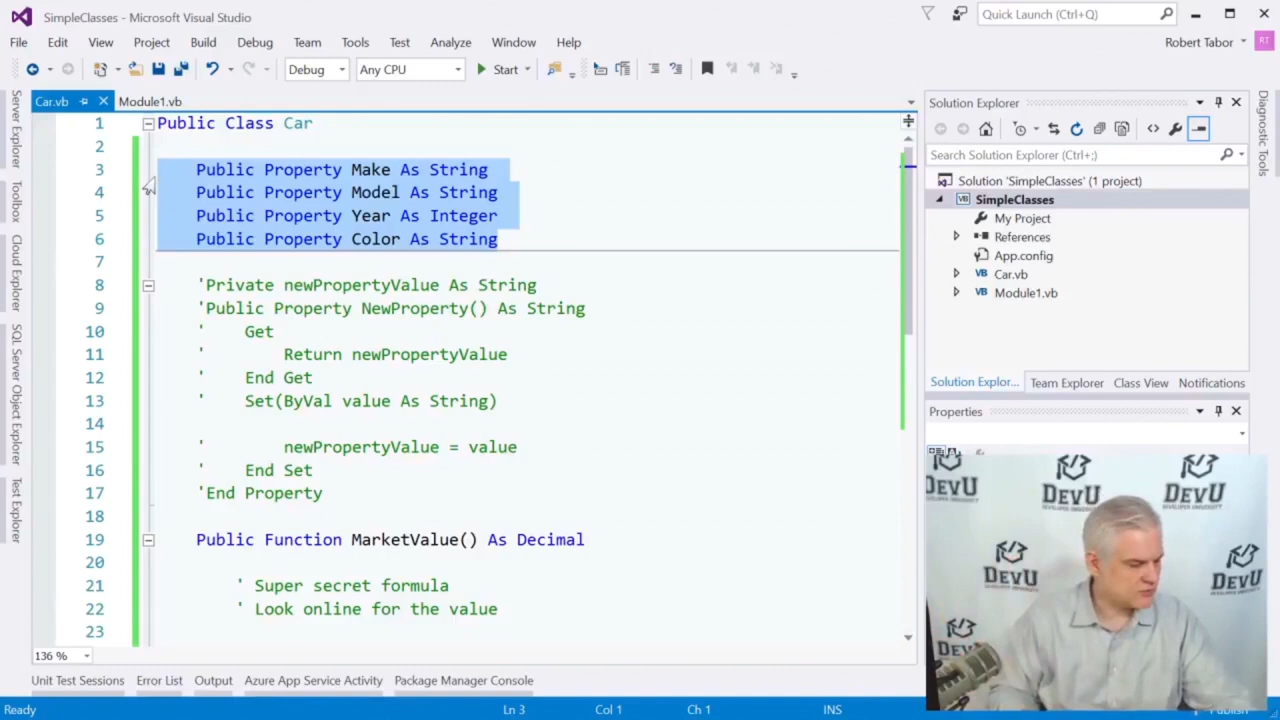 SimpleClasses - Microsoft Visual Studio
Quick Launch (Ctrl+Q)
File Edit View Project Build Debug Team Tools Test Analyze Window Help
Robert Tabor RT
Debug Any CPU Start
Car.vb Module1.vb
Server Explorer
Toolbox
Cloud Explorer
SQL Server Object Explorer
Test Explorer
1 Public Class Car
2
3 Public Property Make As String
4 Public Property Model As String
5 Public Property Year As Integer
6 Public Property Color As String
7
8 'Private newPropertyValue As String
9 'Public Property NewProperty() As String
10 ' Get
11 ' Return newPropertyValue
12 ' End Get
13 ' Set(ByVal value As String)
14
15 ' newPropertyValue = value
16 ' End Set
17 'End Property
18
19 Public Function MarketValue() As Decimal
20
21 ' Super secret formula
22 ' Look online for the value
23
136 %
Solution Explorer
Search Solution Explorer (Ctrl+;)
Solution 'SimpleClasses' (1 project)
VB SimpleClasses
My Project
References
App.config
VB Car.vb
VB Module1.vb
Solution Explor... Team Explorer Class View Notifications
Properties
Diagnostic Tools
DEVU
DEVU
DEVU
DEVU
DEVU
DEVELOPER UNIVERSITY
Unit Test Sessions Error List Output Azure App Service Activity Package Manager Console
Ready Ln 3 Col 1 Ch 1 INS Publish